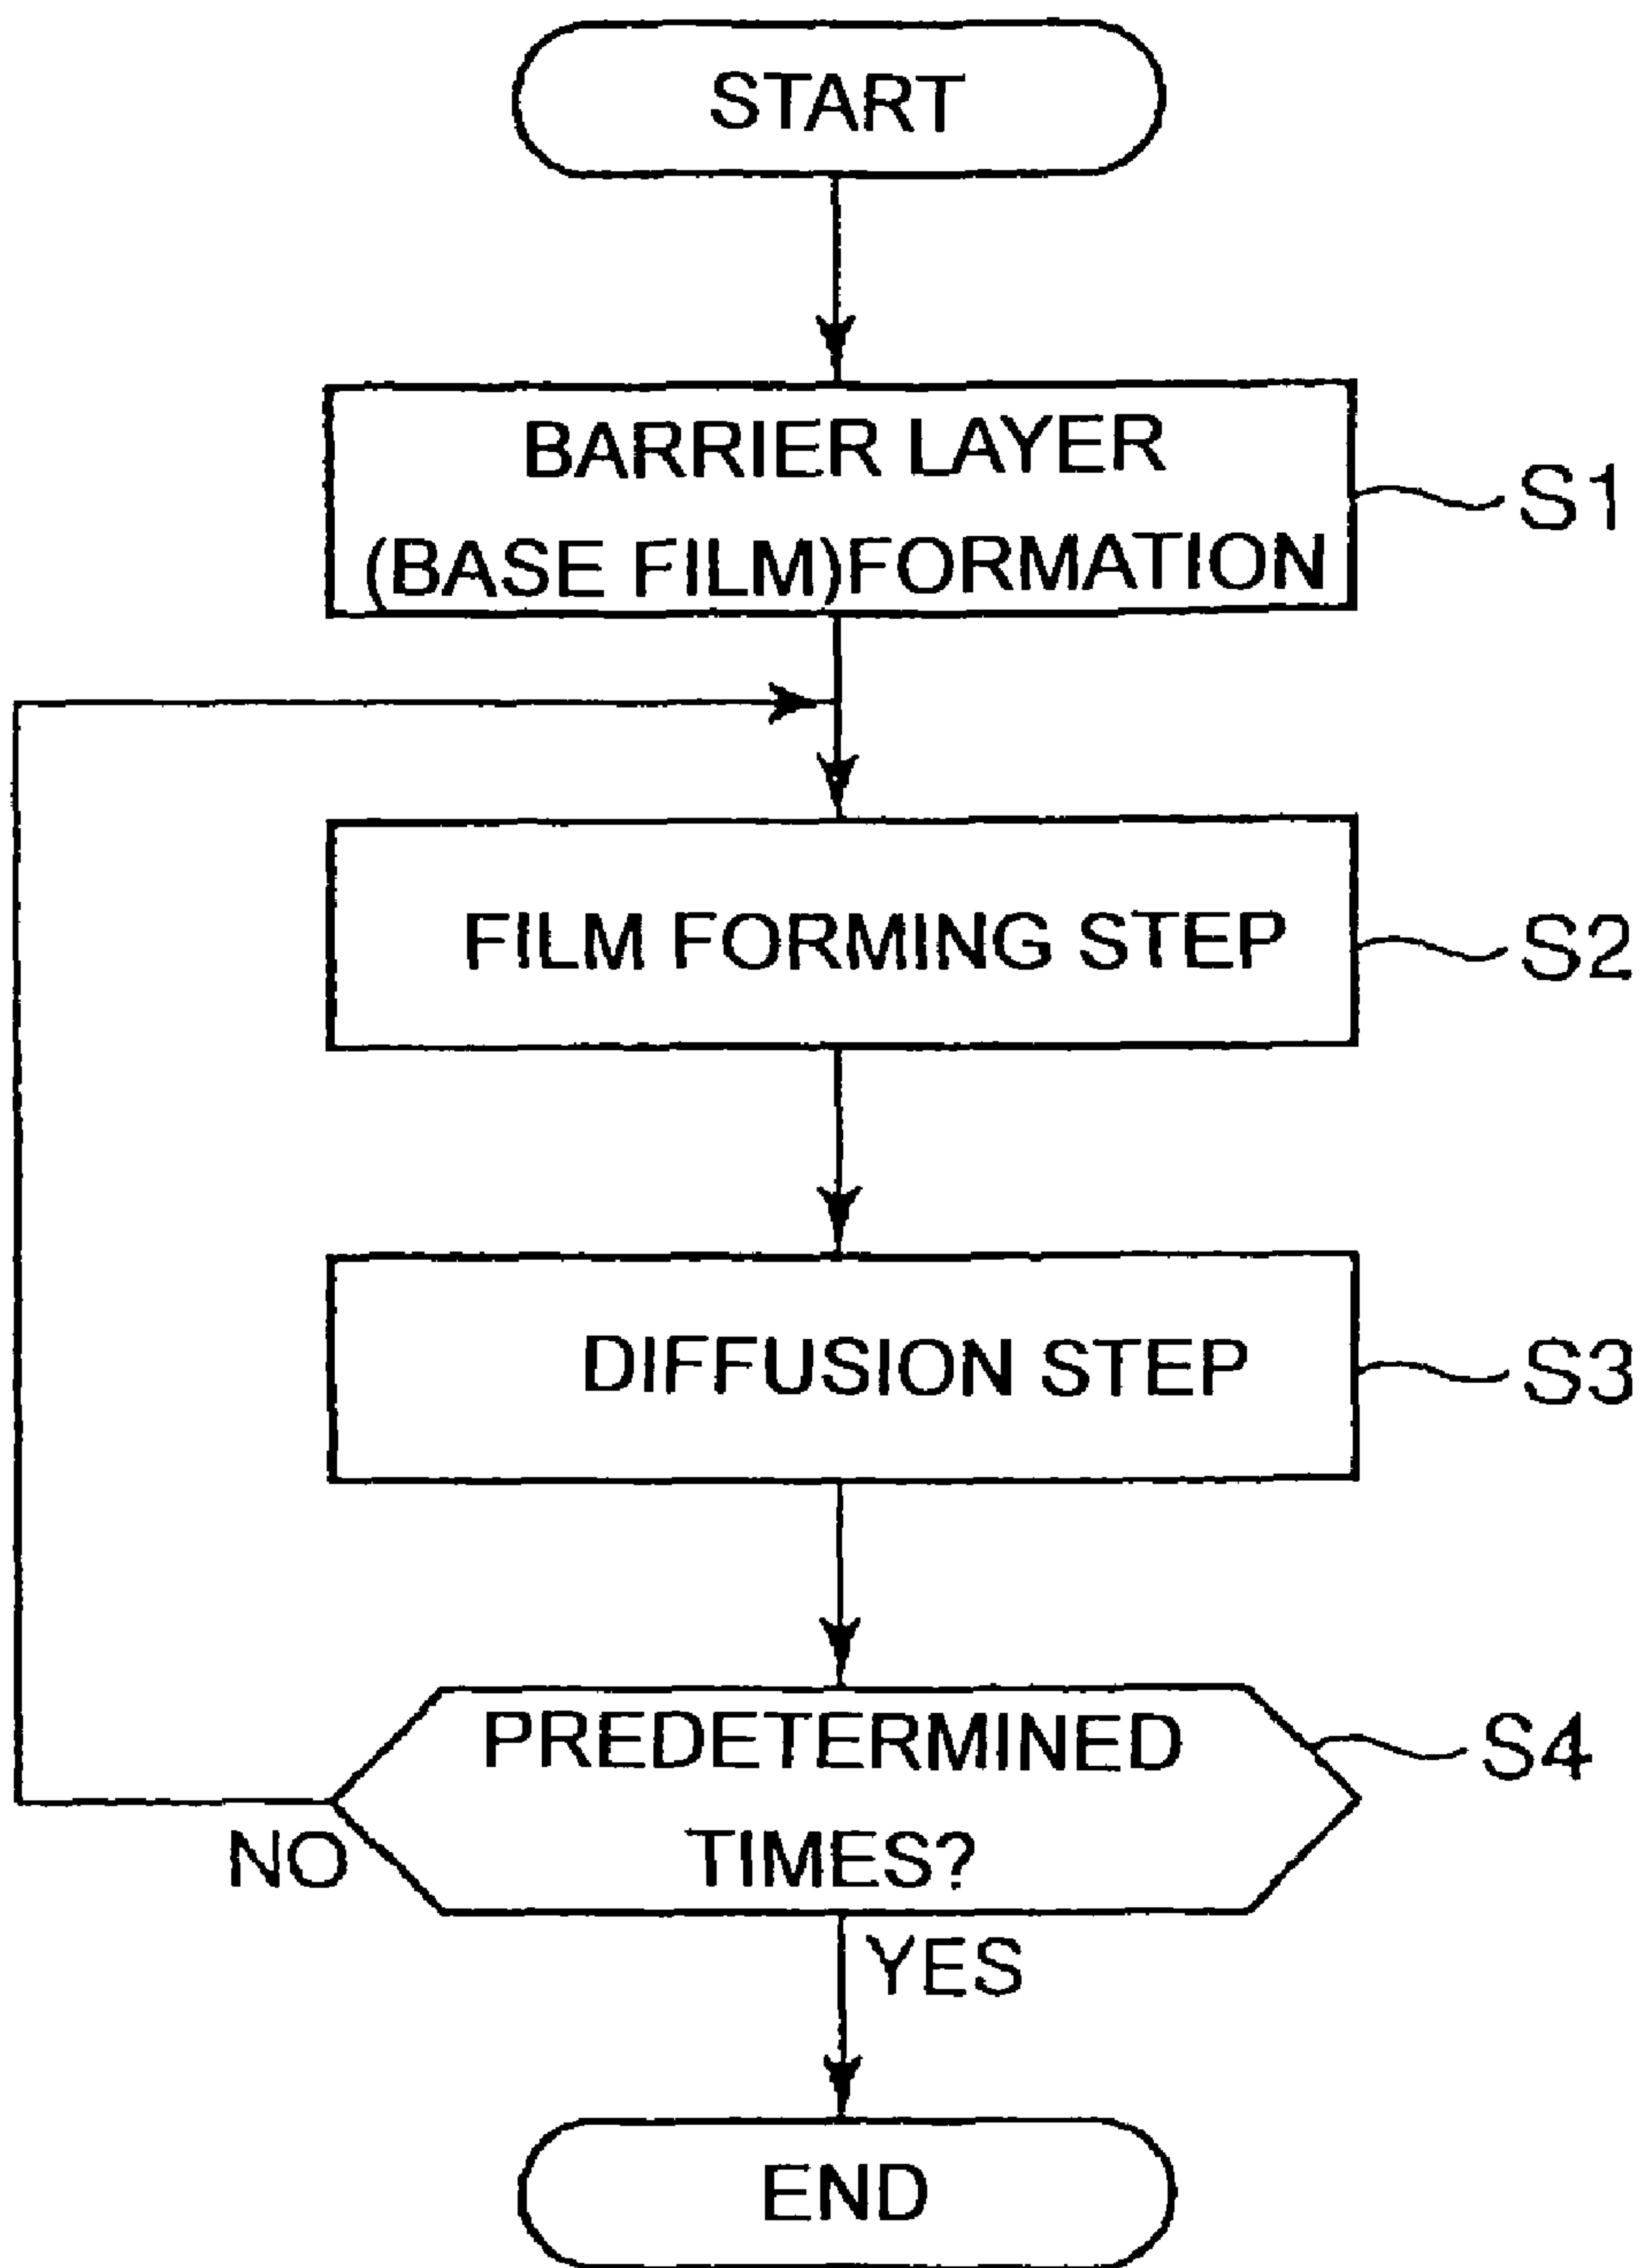 START
BARRIER LAYER
(BASE FILM)FORMATION
S1
FILM FORMING STEP
S2
DIFFUSION STEP
S3
PREDETERMINED
TIMES?
S4
NO
YES
END